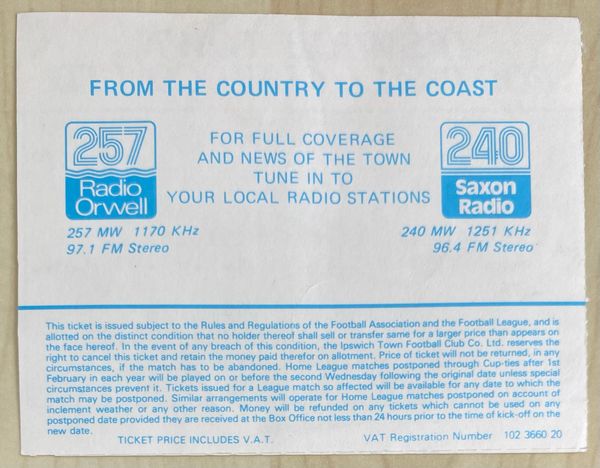 FROM THE COUNTRY TO THE COAST
257
Radio
Orwell
257 MW 1170 KHz
97.1 FM Stereo
FOR FULL COVERAGE
AND NEWS OF THE TOWN
TUNE IN TO
YOUR LOCAL RADIO STATIONS
240
Saxon
Radio
240 MW 1251 KHz
96.4 FM Stereo
This ticket is issued subject to the Rules and Regulations of the Football Association and the Football League, and is
allotted on the distinct condition that no holder thereof shall sell or transfer same for a larger price than appears on
the face hereof. In the event of any breach of this condition, the Ipswich Town Football Club Co. Ltd. reserves the
right to cancel this ticket and retain the money paid therefor on allotment. Price of ticket will not be returned, in any
circumstances, if the match has to be abandoned. Home League matches postponed through Cup-ties after 1st
February in each year will be played on or before the second Wednesday following the original date unless special
circumstances prevent it. Tickets issued for a League match so affected will be available for any date to which the
match may be postponed. Similar arrangements will operate for Home League matches postponed on account of
inclement weather or any other reason. Money will be refunded on any tickets which cannot be used on any
postponed date provided they are received at the Box Office not less than 24 hours prior to the time of kick-off on the
new date.
TICKET PRICE INCLUDES V.A.T.
VAT Registration Number 102 3660 20